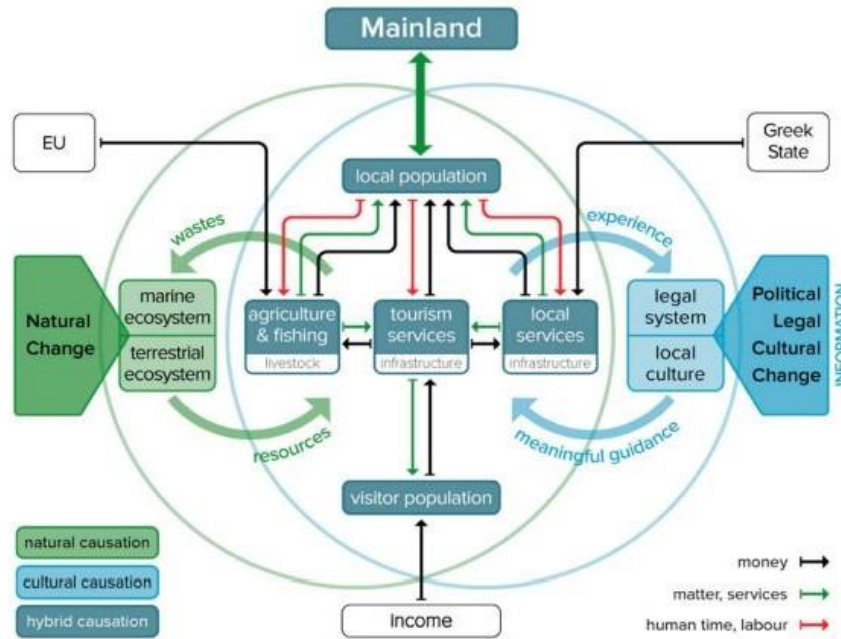 Mainland
EU
Greek
State
local population
wastes
experience
Natural
Change
marine
ecosystem
terrestrial
ecosystem
agriculture
& fishing
livestock
tourism
services
infrastructure
local
services
infrastructure
legal
system
local
culture
Political
Legal
Cultural
Change
INFORMATION
resources
meaningful guidance
visitor population
natural causation
cultural causation
hybrid causation
Income
money
matter, services
human time, labour